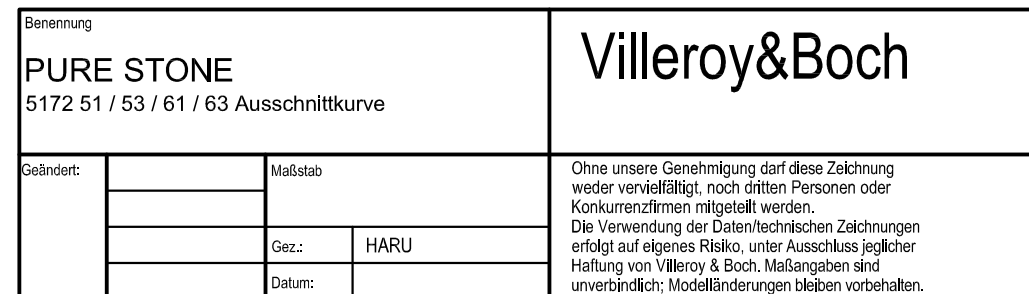 Benennung
PURE STONE
5172 51 / 53 / 61 / 63 Ausschnittkurve
Villeroy&Boch
Geändert:
Maßstab
Gez.: HARU
Datum:
Ohne unsere Genehmigung darf diese Zeichnung
weder vervielfältigt, noch dritten Personen oder
Konkurrenzfirmen mitgeteilt werden.
Die Verwendung der Daten/technischen Zeichnungen
erfolgt auf eigenes Risiko, unter Ausschluss jeglicher
Haftung von Villeroy & Boch. Maßangaben sind
unverbindlich; Modelländerungen bleiben vorbehalten.